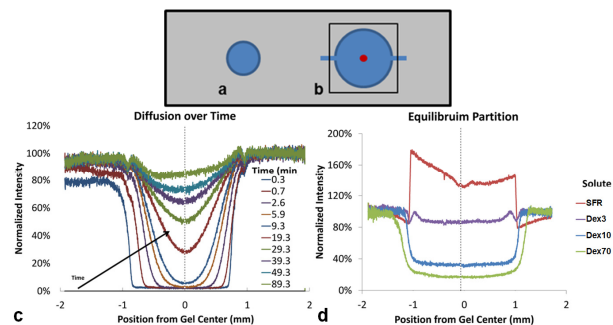 a
b
Diffusion over Time
120%
100%
80%
60%
40%
20%
0%
Normalized Intensty
-2
-1
0
1
2
Position from Gel Center (mm)
Time
Time (min
0.3
0.7
2.6
5.9
9.3
19.3
29.3
39.3
49.3
89.3
c
Equilibruim Partition
200%
160%
120%
80%
40%
0%
Normalized Intensity
-2
-1
0
1
2
Position from Gel Center (mm)
Solute
SFR
Dex3
Dex10
Dex70
d